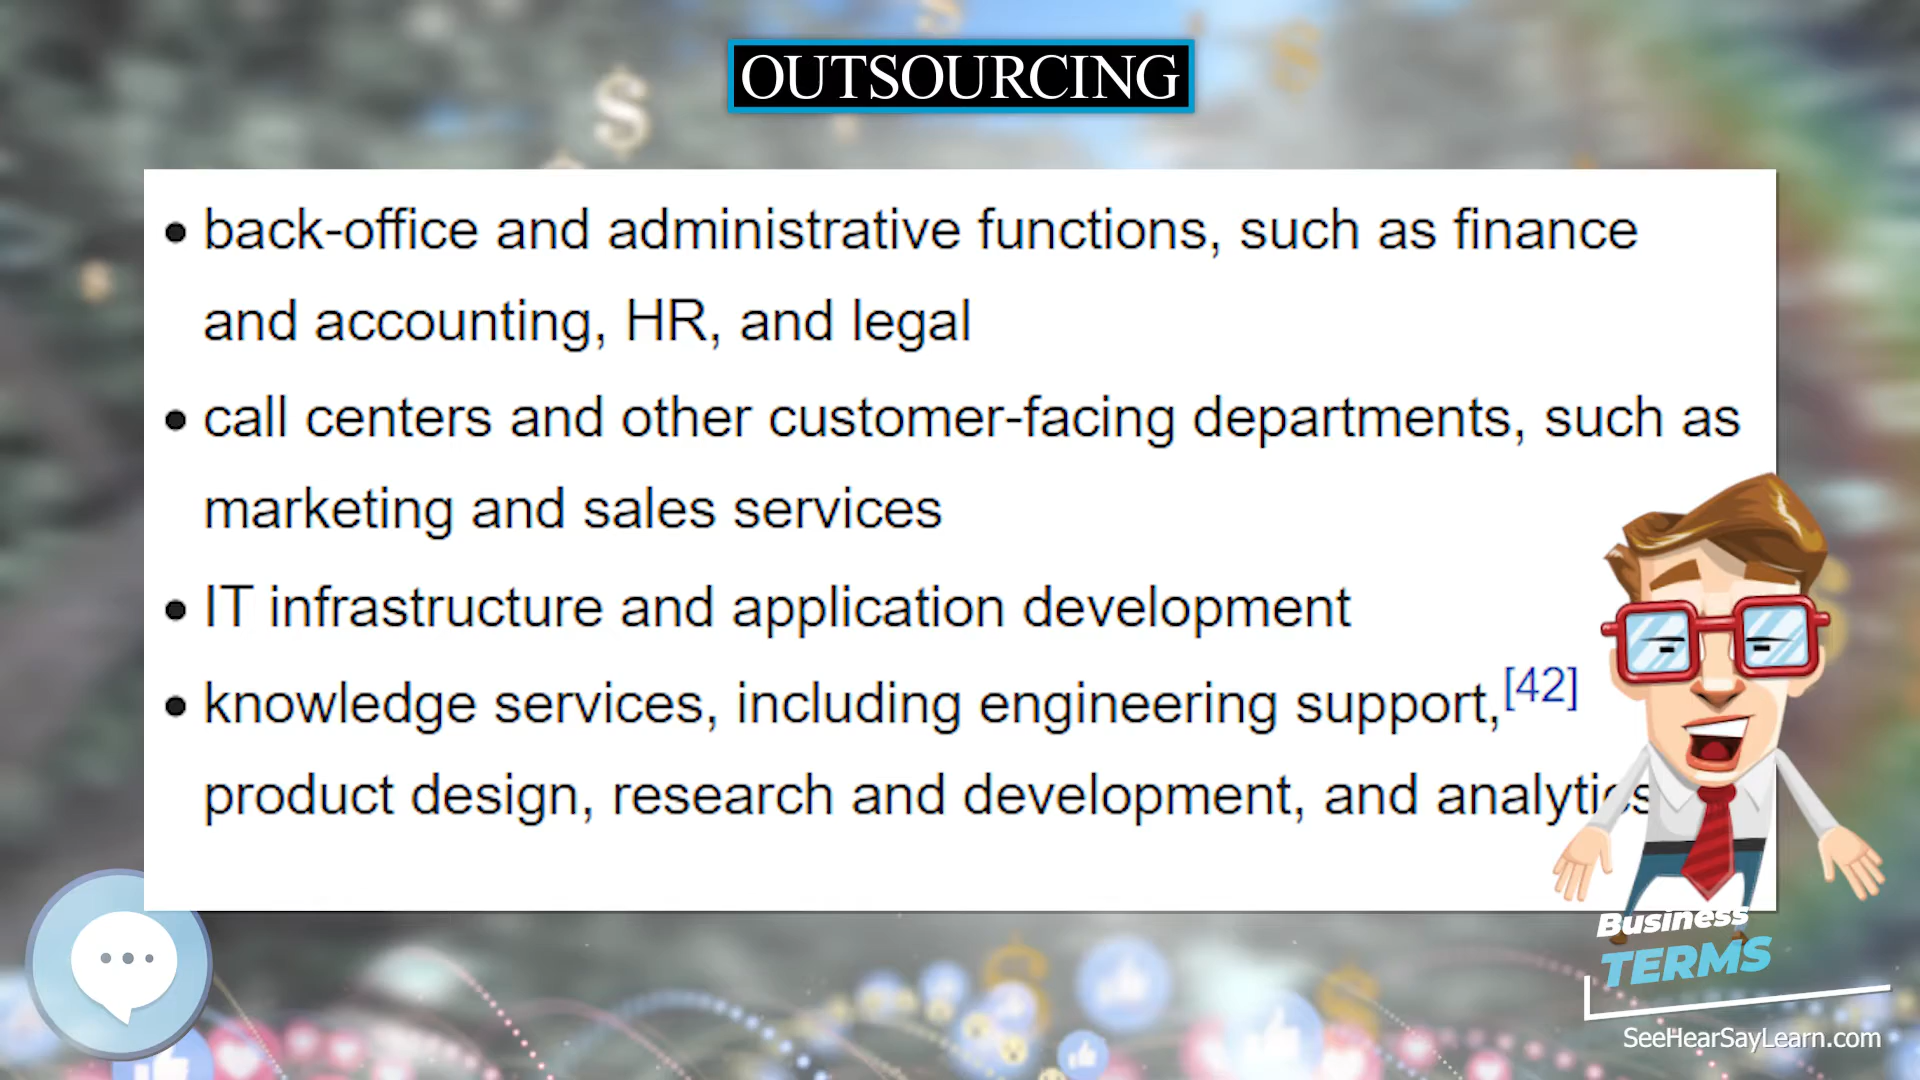 OUTSOURCING
• back-office and administrative functions, such as finance
and accounting, HR, and legal
• call centers and other customer-facing departments, such as
marketing and sales services
• IT infrastructure and application development
• knowledge services, including engineering support,[42]
product design, research and development, and analytics
Business
TERMS
SeeHearSayLearn.com